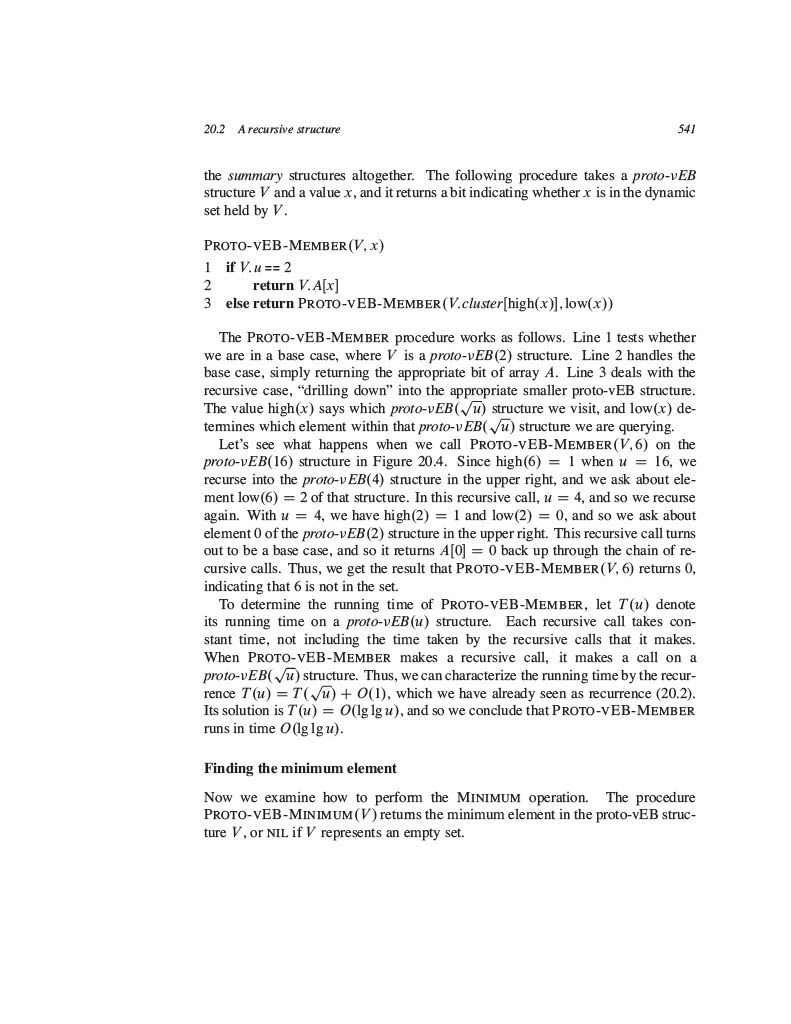 20.2 A recursive structure 541
the summary structures altogether. The following procedure takes a proto-vEB
structure V and a value x, and it returns a bit indicating whether x is in the dynamic
set held by V.
PROTO-VEB-MEMBER(V, x)
1 if V.u == 2
2 return V.A[x]
3 else return PROTO-VEB-MEMBER(V.cluster[high(x)], low(x))
The PROTO-VEB-MEMBER procedure works as follows. Line 1 tests whether
we are in a base case, where V is a proto-vEB(2) structure. Line 2 handles the
base case, simply returning the appropriate bit of array A. Line 3 deals with the
recursive case, “drilling down” into the appropriate smaller proto-vEB structure.
The value high(x) says which proto-vEB(√u) structure we visit, and low(x) de-
termines which element within that proto-vEB(√u) structure we are querying.
Let’s see what happens when we call PROTO-VEB-MEMBER(V, 6) on the
proto-vEB(16) structure in Figure 20.4. Since high(6) = 1 when u = 16, we
recurse into the proto-vEB(4) structure in the upper right, and we ask about ele-
ment low(6) = 2 of that structure. In this recursive call, u = 4, and so we recurse
again. With u = 4, we have high(2) = 1 and low(2) = 0, and so we ask about
element 0 of the proto-vEB(2) structure in the upper right. This recursive call turns
out to be a base case, and so it returns A[0] = 0 back up through the chain of re-
cursive calls. Thus, we get the result that PROTO-VEB-MEMBER(V, 6) returns 0,
indicating that 6 is not in the set.
To determine the running time of PROTO-VEB-MEMBER, let T(u) denote
its running time on a proto-vEB(u) structure. Each recursive call takes con-
stant time, not including the time taken by the recursive calls that it makes.
When PROTO-VEB-MEMBER makes a recursive call, it makes a call on a
proto-vEB(√u) structure. Thus, we can characterize the running time by the recur-
rence T(u) = T(√u) + O(1), which we have already seen as recurrence (20.2).
Its solution is T(u) = O(lg lg u), and so we conclude that PROTO-VEB-MEMBER
runs in time O(lg lg u).
Finding the minimum element
Now we examine how to perform the MINIMUM operation. The procedure
PROTO-VEB-MINIMUM(V) returns the minimum element in the proto-vEB struc-
ture V, or NIL if V represents an empty set.